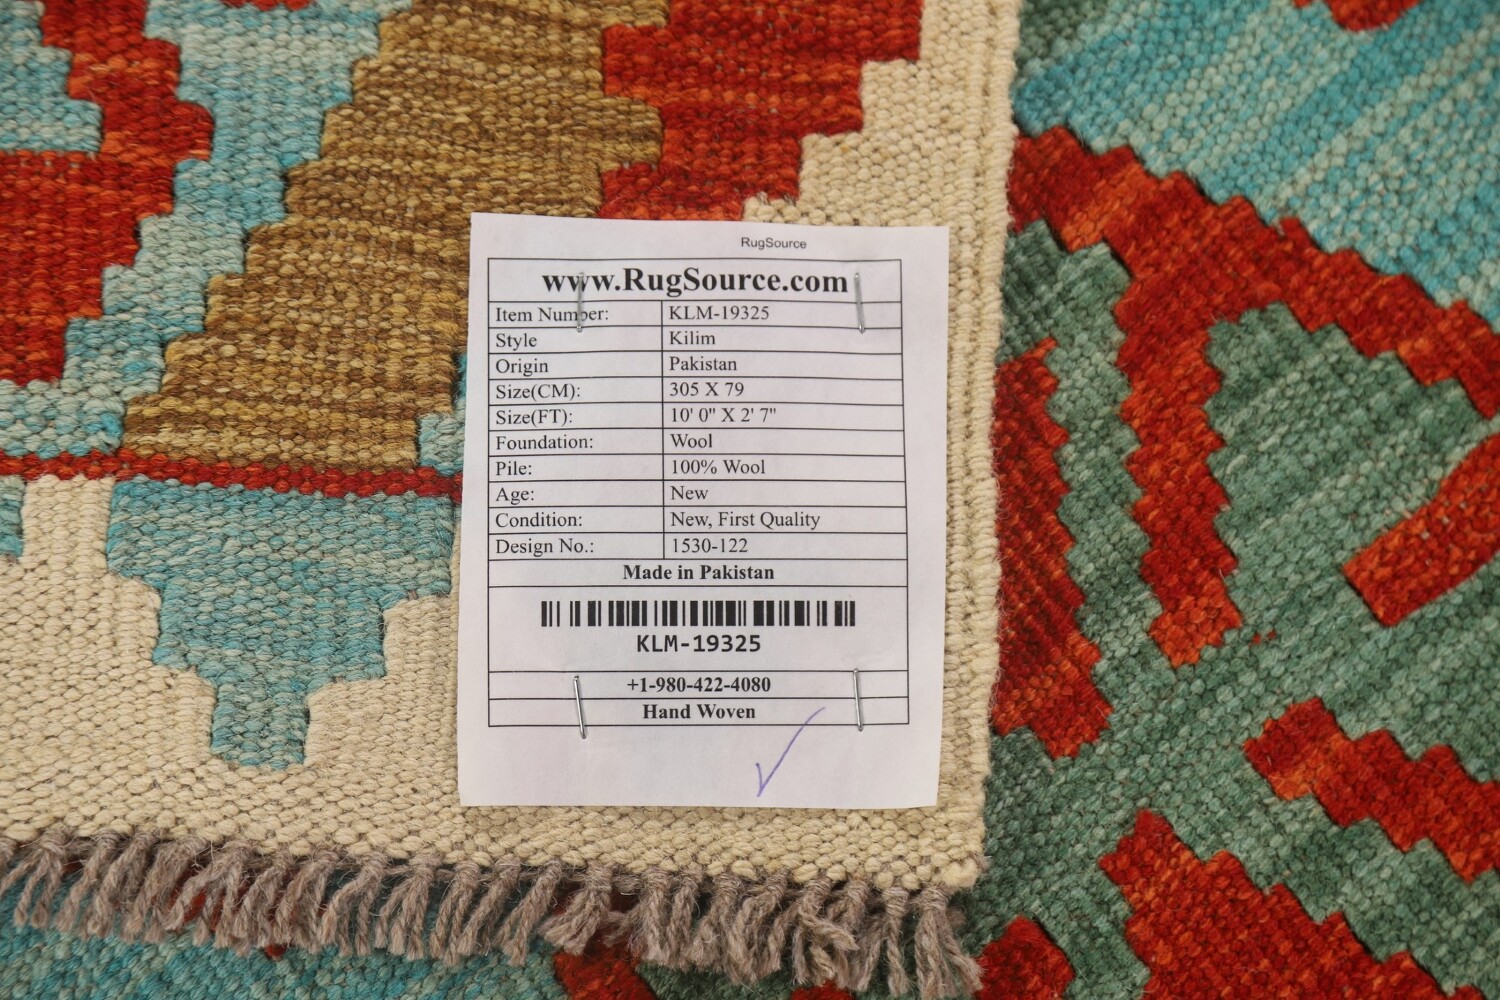 RugSource
www.RugSource.com
Item Number: KLM-19325
Style Kilim
Origin Pakistan
Size(CM): 305 X 79
Size(FT): 10' 0" X 2' 7"
Foundation: Wool
Pile: 100% Wool
Age: New
Condition: New, First Quality
Design No.: 1530-122
Made in Pakistan
KLM-19325
+1-980-422-4080
Hand Woven